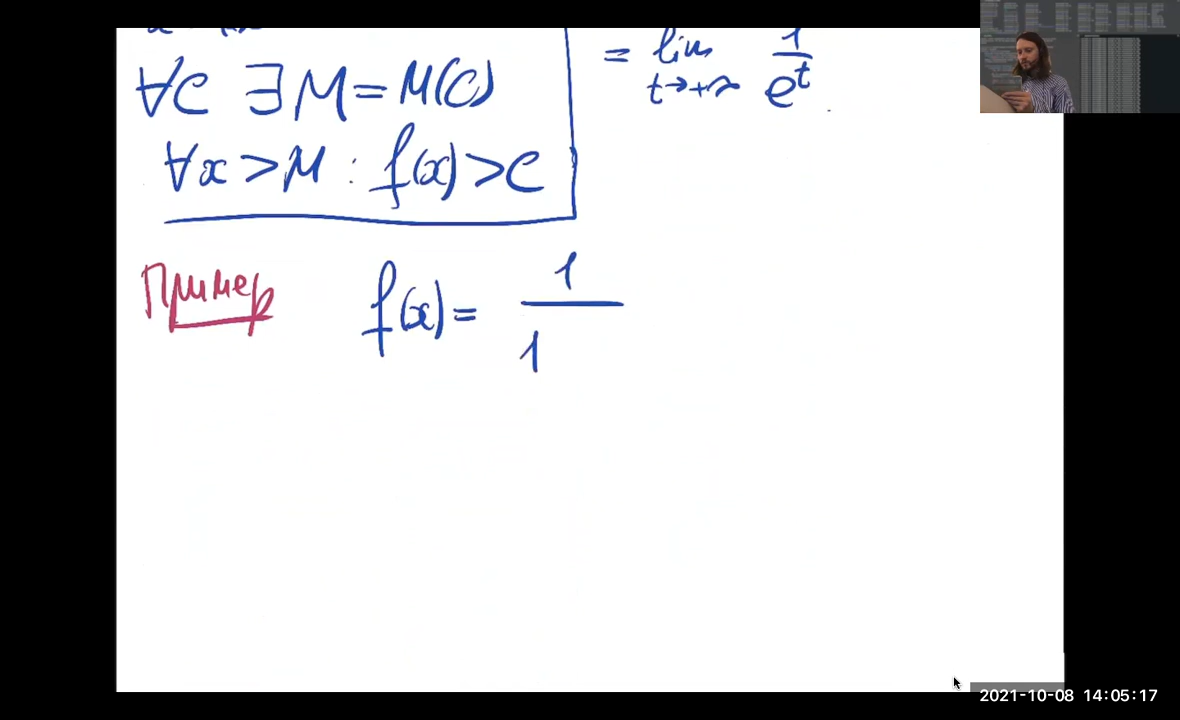 ∀C ∃M = M(C)
∀x > M : f(x) > C
= lim 1/e^t
t→+∞
Пример f(x) = 1/1
2021-10-08 14:05:17